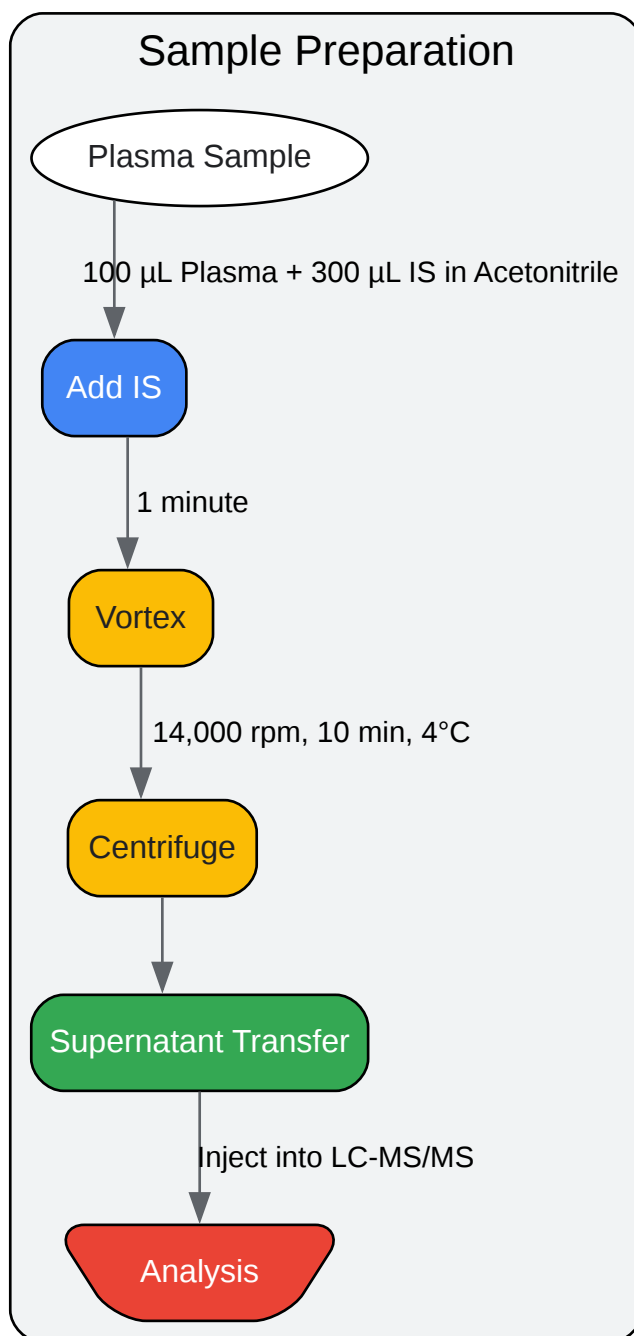 Sample Preparation
Plasma Sample
100 µL Plasma + 300 µL IS in Acetonitrile
Add IS
1 minute
Vortex
14,000 rpm, 10 min, 4°C
Centrifuge
Supernatant Transfer
Inject into LC-MS/MS
Analysis